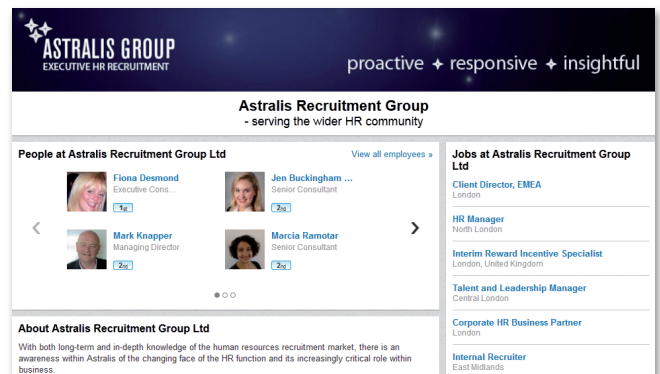 ASTRALIS GROUP
EXECUTIVE HR RECRUITMENT
proactive + responsive + insightful
Astralis Recruitment Group
- serving the wider HR community
People at Astralis Recruitment Group Ltd
View all employees »
Fiona Desmond
Executive Cons...
1st
Jen Buckingham ...
Senior Consultant
2nd
Mark Knapper
Managing Director
2nd
Marcia Ramotar
Senior Consultant
2nd
About Astralis Recruitment Group Ltd
With both long-term and in-depth knowledge of the human resources recruitment market, there is an
awareness within Astralis of the changing face of the HR function and its increasingly critical role within
business.
Jobs at Astralis Recruitment Group
Ltd
Client Director, EMEA
London
HR Manager
North London
Interim Reward Incentive Specialist
London, United Kingdom
Talent and Leadership Manager
Central London
Corporate HR Business Partner
London
Internal Recruiter
East Midlands